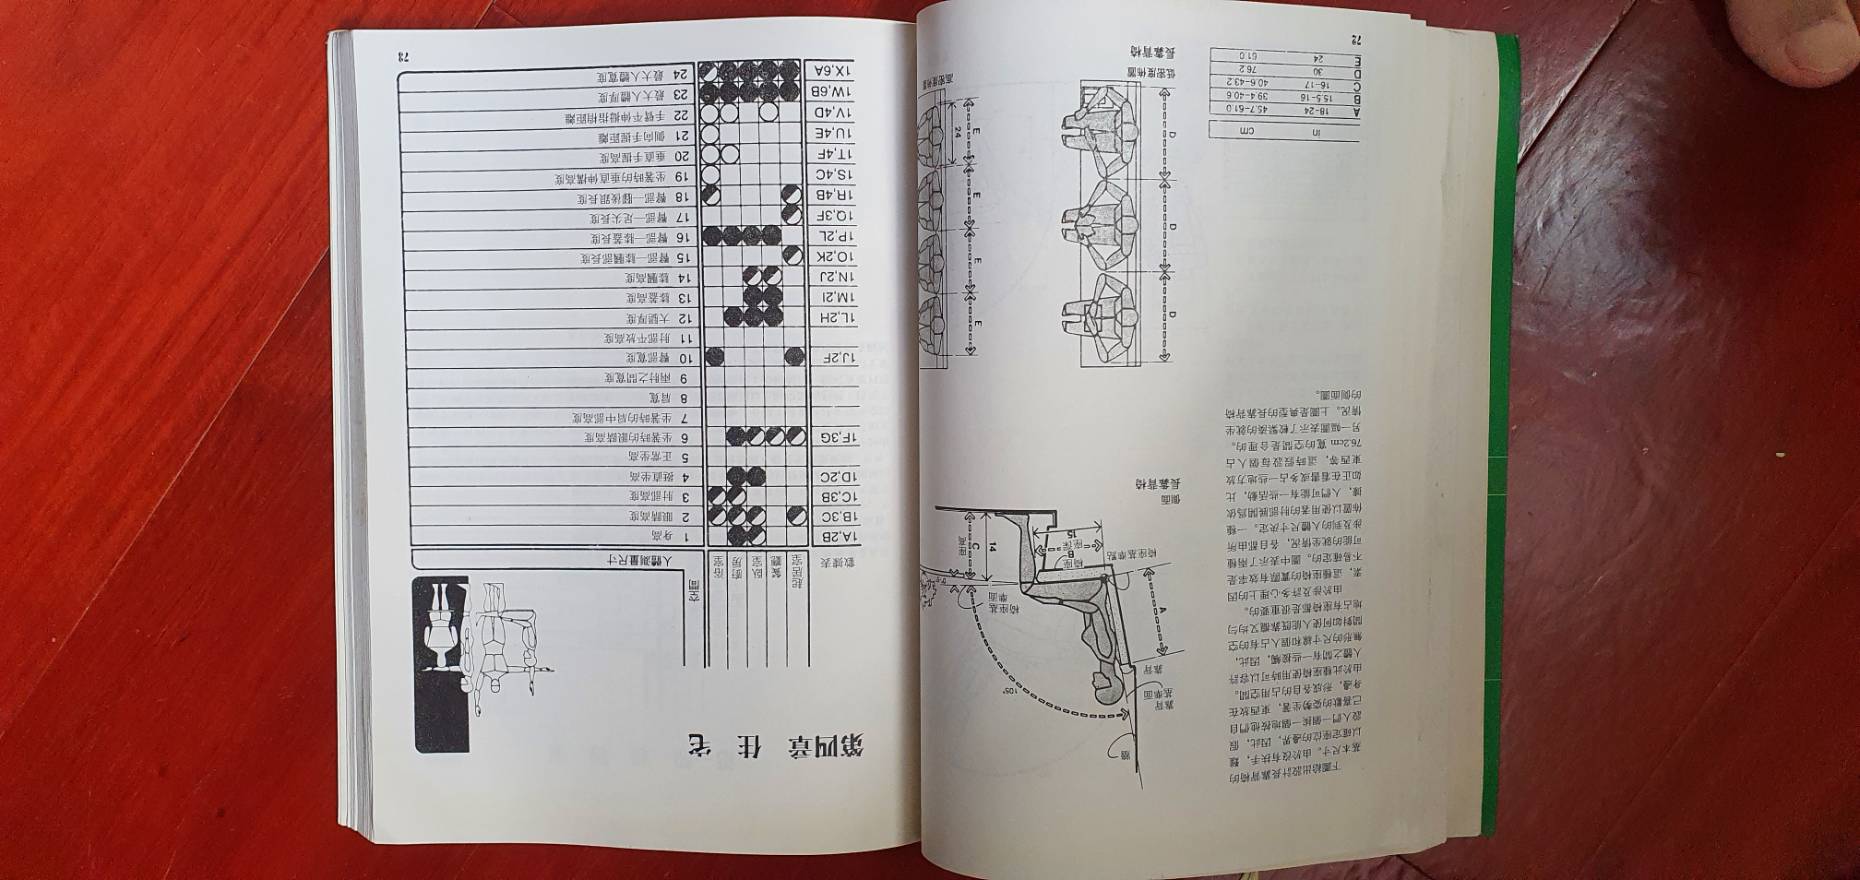 下圖給出設計長靠背椅的
基本尺寸。由於沒有扶手，難
以確定座位的邊界，因此，假
設人們一個挨一個地按他們自
己喜歡的姿勢坐著，東西放在
身邊，形成各自的占用空間。
由於此種座椅使用時可以容許
人體之間有一些接觸，因此，
無形的尺寸線和個人占有的空
間對如何使人能既靠攏又均勻
地占有座椅都是很重要的。
由於涉及許多心理上的因
素，這種座椅的實際有效率是
不易確定的。圖中表示了兩種
可能的就坐情況，各自都由所
涉及到的人體尺寸決定。一種
佈置以使用者的肘部展開爲依
據，人們可能有一些活動，比
如正在看書或多占一些地方放
東西等，這時假設每個人占
76.2cm 寬的空間是合理的。
另一幅圖表示了較緊湊的就坐
情況。上圖是典型的長靠背椅
的側面圖。
牆
靠背
基準面
105°
靠背
A
椅座基
準面
椅座基準點
椅座
B
座深
15
14
C
座高
側面
長靠背椅
D
D
D
E
E
E
E
24
低密度佈置
高密度佈置
長靠背椅
in cm
A 18-24 45.7-61.0
B 15.5-16 39.4-40.6
C 16-17 40.6-43.2
D 30 76.2
E 24 61.0
72
第四章 住 宅
數據表 起居室 餐廳 臥室 廚房 浴室 空間 人體測量尺寸
1A,2B 1 身高
1B,3C 2 眼睛高度
1C,3B 3 肘部高度
1D,2C 4 挺直坐高
5 正常坐高
1F,3G 6 坐著時的眼睛高度
7 坐著時的肩中部高度
8 肩寬
9 兩肘之間寬度
1J,2F 10 臀部寬度
11 肘部平放高度
1L,2H 12 大腿厚度
1M,2I 13 膝蓋高度
1N,2J 14 膝膕高度
1O,2K 15 臀部—膝膕部長度
1P,2L 16 臀部—膝蓋長度
1Q,3F 17 臀部—足尖長度
1R,4B 18 臀部—腳後跟長度
1S,4C 19 坐著時的垂直伸構高度
1T,4F 20 垂直手握高度
1U,4E 21 側向手握距離
1V,4D 22 手臂平伸拇指梢距離
1W,6B 23 最大人體厚度
1X,6A 24 最大人體寬度
73